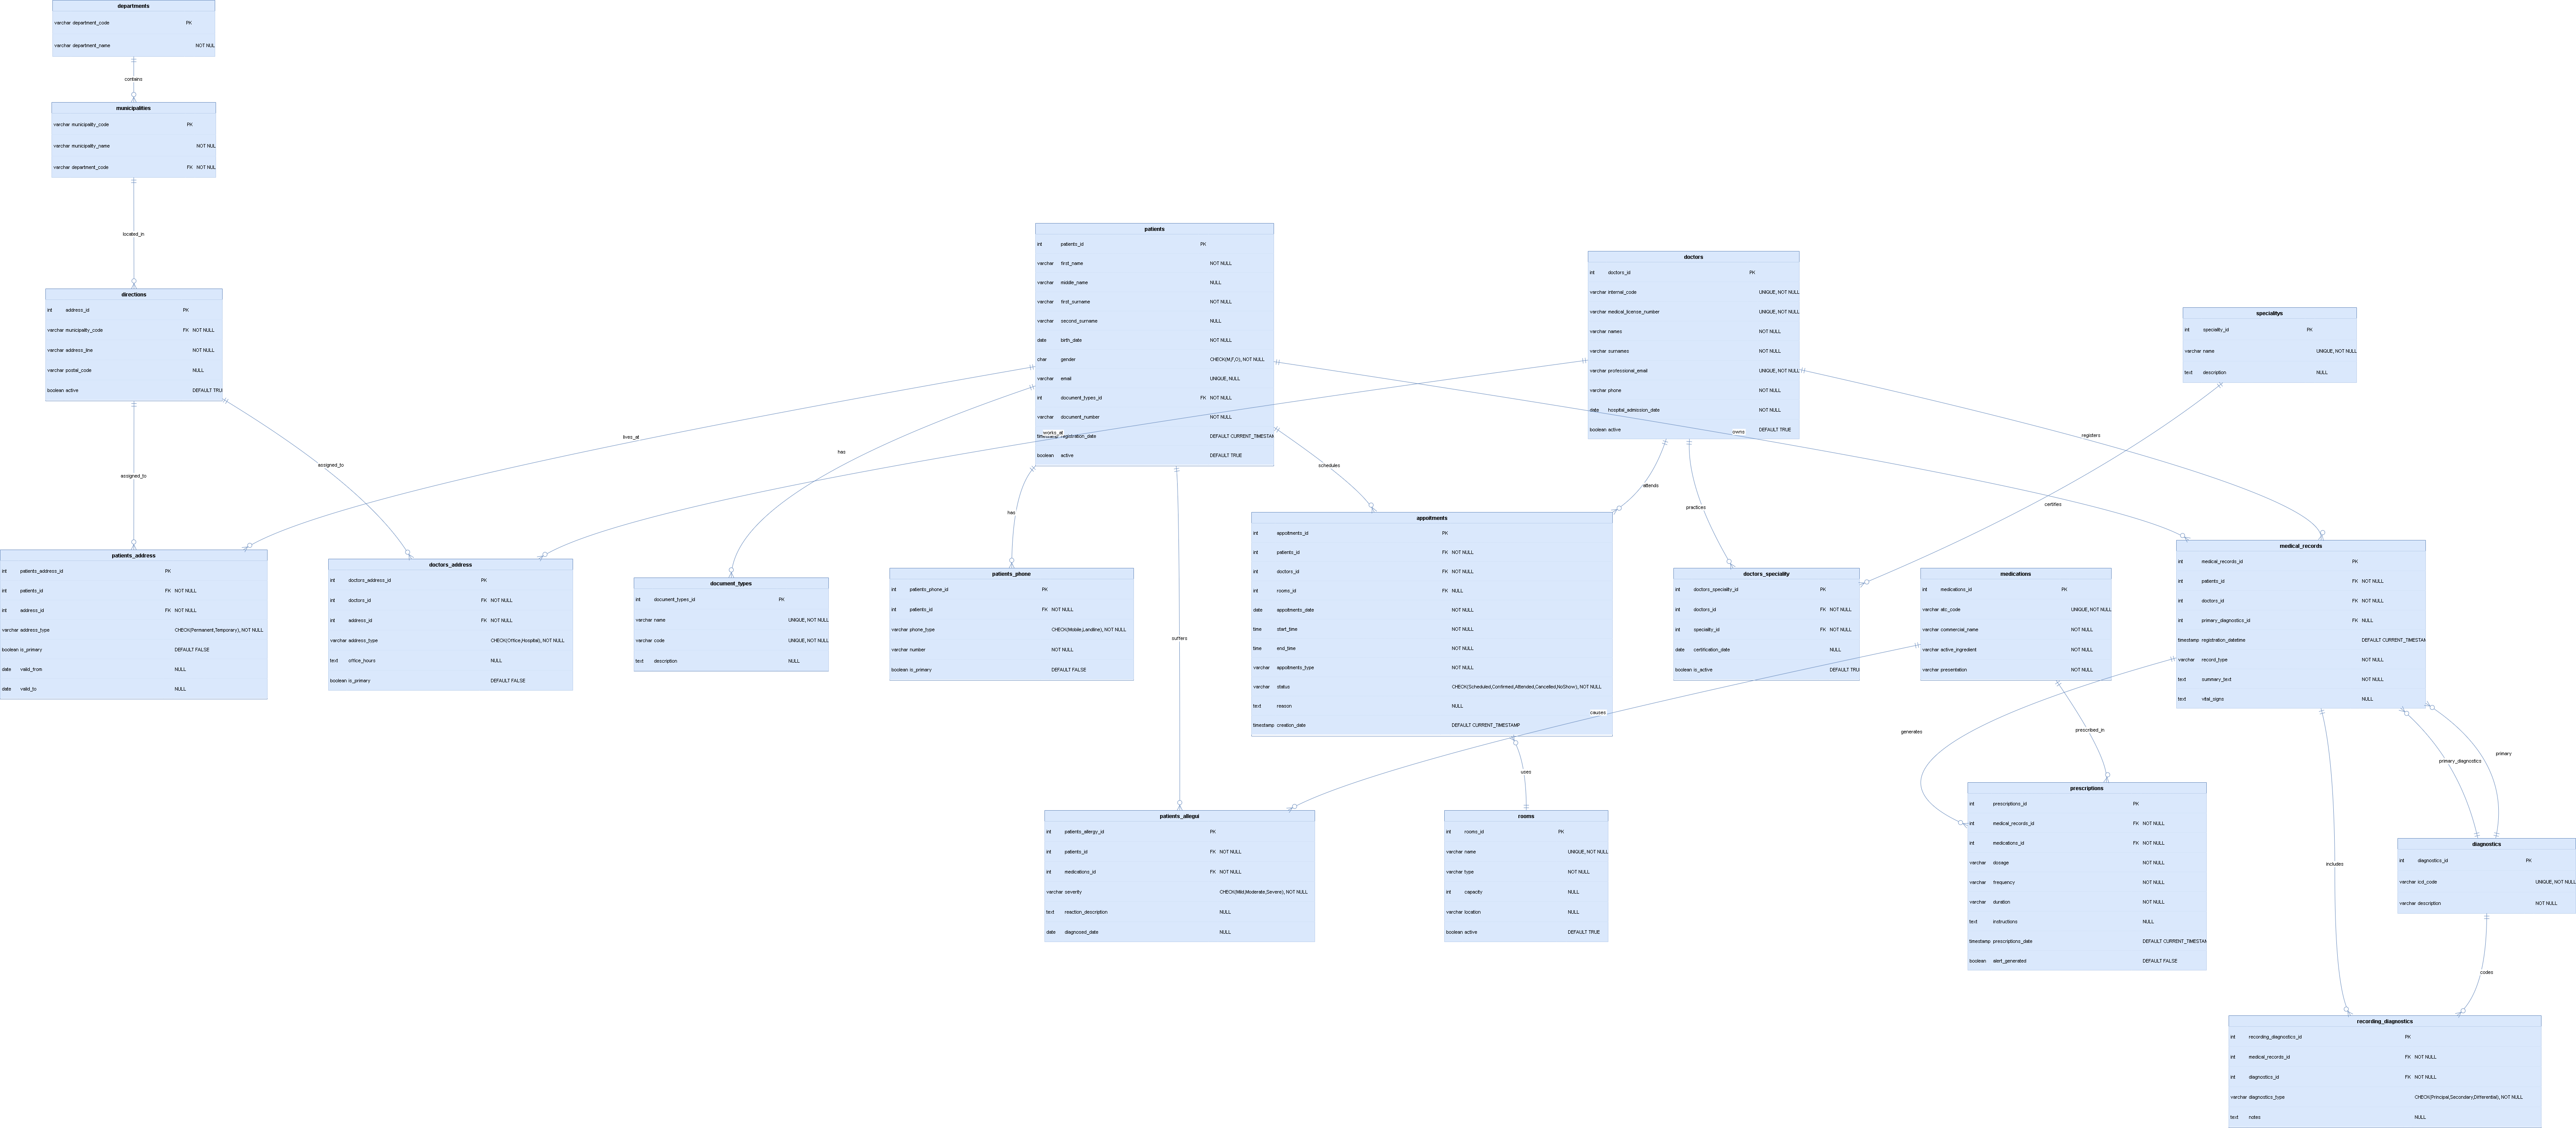 departments
varchar department_code PK
varchar department_name NOT NUL
contains
municipalities
varchar municipality_code PK
varchar municipality_name NOT NUL
varchar department_code FK NOT NUL
located_in
directions
int address_id PK
varchar municipality_code FK NOT NULL
varchar address_line NOT NULL
varchar postal_code NULL
boolean active DEFAULT TRU
assigned_to
assigned_to
lives_at
works_at
has
has
suffers
schedules
attends
practices
owns
registers
certifies
patients
int patients_id PK
varchar first_name NOT NULL
varchar middle_name NULL
varchar first_surname NOT NULL
varchar second_surname NULL
date birth_date NOT NULL
char gender CHECK(M,F,O), NOT NULL
varchar email UNIQUE, NULL
int document_types_id FK NOT NULL
varchar document_number NOT NULL
timestamp registration_date DEFAULT CURRENT_TIMESTAM
boolean active DEFAULT TRUE
doctors
int doctors_id PK
varchar internal_code UNIQUE, NOT NULL
varchar medical_license_number UNIQUE, NOT NULL
varchar names NOT NULL
varchar surnames NOT NULL
varchar professional_email UNIQUE, NOT NULL
varchar phone NOT NULL
date hospital_admission_date NOT NULL
boolean active DEFAULT TRUE
specialitys
int speciality_id PK
varchar name UNIQUE, NOT NULL
text description NULL
patients_address
int patients_address_id PK
int patients_id FK NOT NULL
int address_id FK NOT NULL
varchar address_type CHECK(Permanent,Temporary), NOT NULL
boolean is_primary DEFAULT FALSE
date valid_from NULL
date valid_to NULL
doctors_address
int doctors_address_id PK
int doctors_id FK NOT NULL
int address_id FK NOT NULL
varchar address_type CHECK(Office,Hospital), NOT NULL
text office_hours NULL
boolean is_primary DEFAULT FALSE
document_types
int document_types_id PK
varchar name UNIQUE, NOT NULL
varchar code UNIQUE, NOT NULL
text description NULL
patients_phone
int patients_phone_id PK
int patients_id FK NOT NULL
varchar phone_type CHECK(Mobile,Landline), NOT NULL
varchar number NOT NULL
boolean is_primary DEFAULT FALSE
appoitments
int appoitments_id PK
int patients_id FK NOT NULL
int doctors_id FK NOT NULL
int rooms_id FK NULL
date appoitments_date NOT NULL
time start_time NOT NULL
time end_time NOT NULL
varchar appoitments_type NOT NULL
varchar status CHECK(Scheduled,Confirmed,Attended,Cancelled,NoShow), NOT NULL
text reason NULL
timestamp creation_date DEFAULT CURRENT_TIMESTAMP
doctors_speciality
int doctors_speciality_id PK
int doctors_id FK NOT NULL
int speciality_id FK NOT NULL
date certification_date NULL
boolean is_active DEFAULT TRUE
medications
int medications_id PK
varchar atc_code UNIQUE, NOT NULL
varchar commercial_name NOT NULL
varchar active_ingredient NOT NULL
varchar presentation NOT NULL
medical_records
int medical_records_id PK
int patients_id FK NOT NULL
int doctors_id FK NOT NULL
int primary_diagnostics_id FK NULL
timestamp registration_datetime DEFAULT CURRENT_TIMESTAM
varchar record_type NOT NULL
text summary_text NOT NULL
text vital_signs NULL
causes
uses
generates
prescribed_in
primary_diagnostics
primary
includes
codes
patients_allegui
int patients_allergy_id PK
int patients_id FK NOT NULL
int medications_id FK NOT NULL
varchar severity CHECK(Mild,Moderate,Severe), NOT NULL
text reaction_description NULL
date diagnosed_date NULL
rooms
int rooms_id PK
varchar name UNIQUE, NOT NULL
varchar type NOT NULL
int capacity NULL
varchar location NULL
boolean active DEFAULT TRUE
prescriptions
int prescriptions_id PK
int medical_records_id FK NOT NULL
int medications_id FK NOT NULL
varchar dosage NOT NULL
varchar frequency NOT NULL
varchar duration NOT NULL
text instructions NULL
timestamp prescriptions_date DEFAULT CURRENT_TIMESTAM
boolean alert_generated DEFAULT FALSE
diagnostics
int diagnostics_id PK
varchar icd_code UNIQUE, NOT NULL
varchar description NOT NULL
recording_diagnostics
int recording_diagnostics_id PK
int medical_records_id FK NOT NULL
int diagnostics_id FK NOT NULL
varchar diagnostics_type CHECK(Principal,Secondary,Differential), NOT NULL
text notes NULL